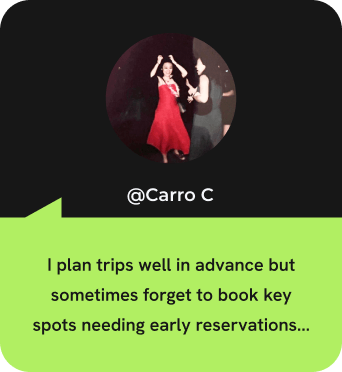 @Carro C
I plan trips well in advance but
sometimes forget to book key
spots needing early reservations...